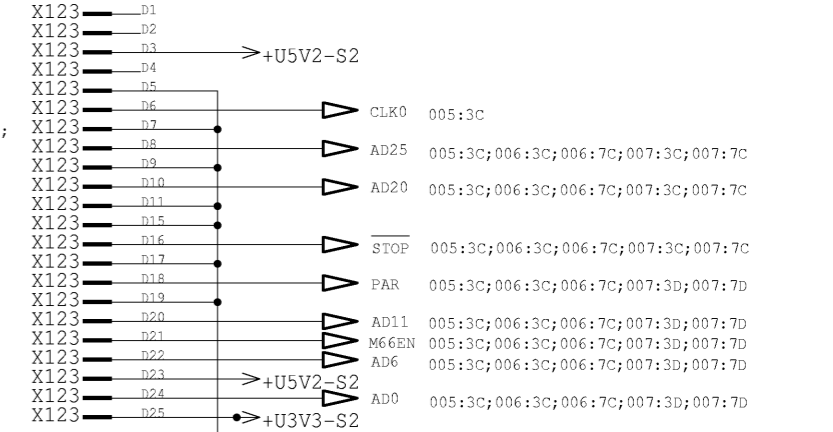 X123 D1
X123 D2
X123 D3 +U5V2-S2
X123 D4
X123 D5
X123 D6 CLK0 005:3C
; X123 D7
X123 D8 AD25 005:3C;006:3C;006:7C;007:3C;007:7C
X123 D9
X123 D10 AD20 005:3C;006:3C;006:7C;007:3C;007:7C
X123 D11
X123 D15
X123 D16 STOP 005:3C;006:3C;006:7C;007:3C;007:7C
X123 D17
X123 D18 PAR 005:3C;006:3C;006:7C;007:3D;007:7D
X123 D19
X123 D20 AD11 005:3C;006:3C;006:7C;007:3D;007:7D
X123 D21 M66EN 005:3C;006:3C;006:7C;007:3D;007:7D
X123 D22 AD6 005:3C;006:3C;006:7C;007:3D;007:7D
X123 D23 +U5V2-S2
X123 D24 AD0 005:3C;006:3C;006:7C;007:3D;007:7D
X123 D25 +U3V3-S2